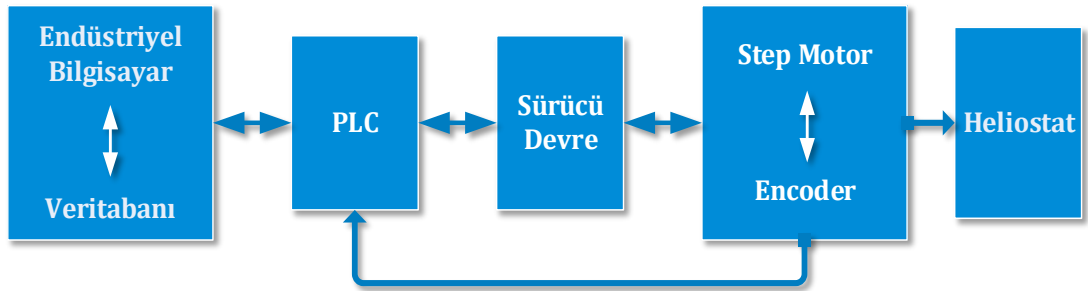 Endüstriyel
Bilgisayar
Veritabanı
PLC
Sürücü
Devre
Step Motor
Encoder
Heliostat